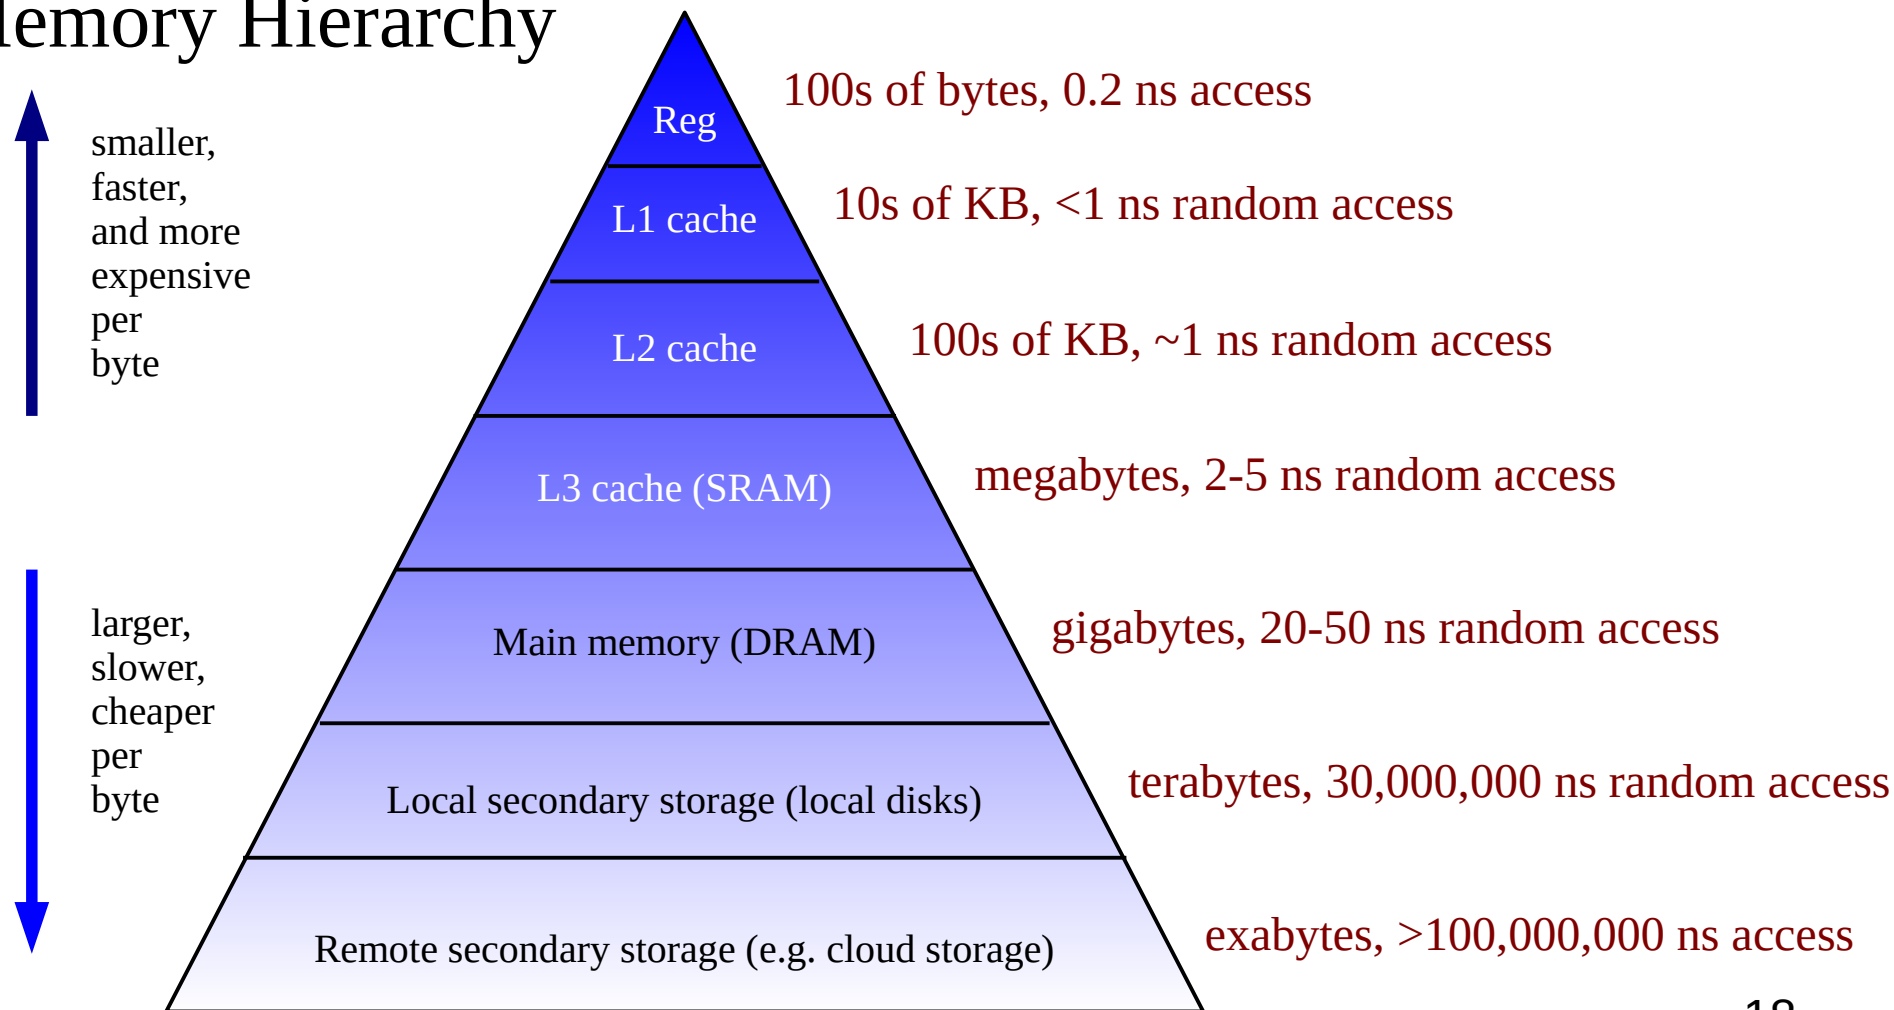 Memory Hierarchy
smaller,
faster,
and more
expensive
per
byte
larger,
slower,
cheaper
per
byte
Reg
L1 cache
L2 cache
L3 cache (SRAM)
Main memory (DRAM)
Local secondary storage (local disks)
Remote secondary storage (e.g. cloud storage)
100s of bytes, 0.2 ns access
10s of KB, <1 ns random access
100s of KB, ~1 ns random access
megabytes, 2-5 ns random access
gigabytes, 20-50 ns random access
terabytes, 30,000,000 ns random access
exabytes, >100,000,000 ns access